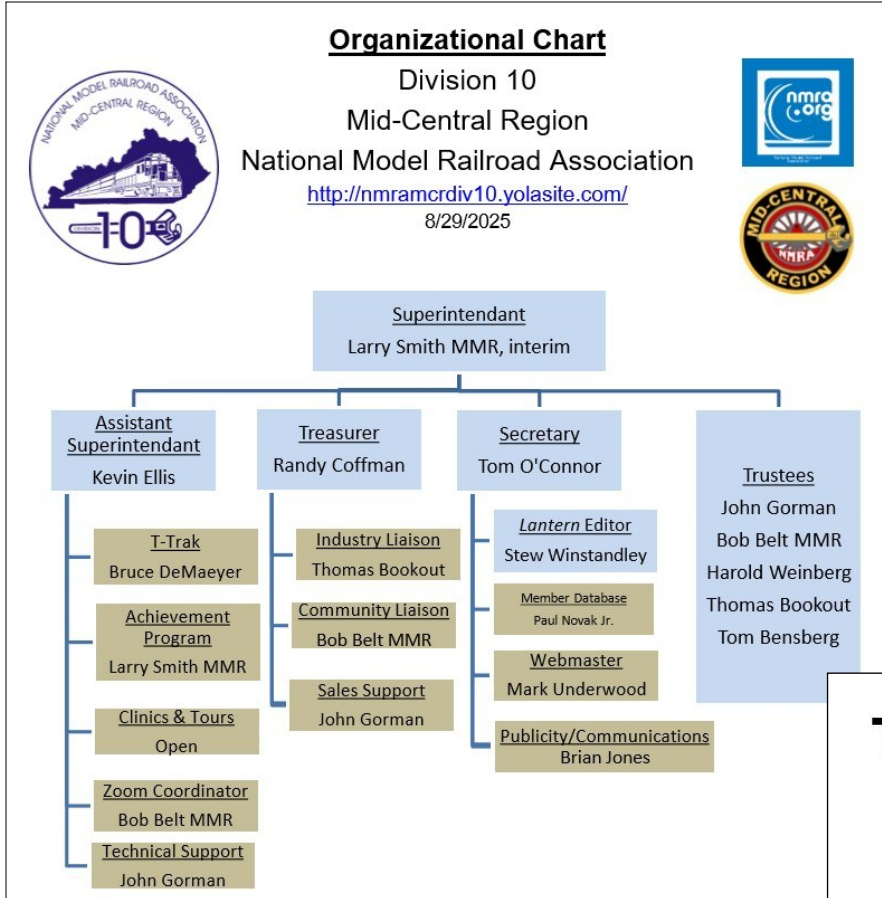 Organizational Chart
Division 10
Mid-Central Region
National Model Railroad Association
http://nmramcrdiv10.yolasite.com/
8/29/2025
NATIONAL MODEL RAILROAD ASSOCIATION
MID-CENTRAL REGION
DIVISION 10
nmra
.org
MID-CENTRAL
NMRA
REGION
Superintendant
Larry Smith MMR, interim
Assistant
Superintendant
Kevin Ellis
T-Trak
Bruce DeMaeyer
Achievement
Program
Larry Smith MMR
Clinics & Tours
Open
Zoom Coordinator
Bob Belt MMR
Technical Support
John Gorman
Treasurer
Randy Coffman
Industry Liaison
Thomas Bookout
Community Liaison
Bob Belt MMR
Sales Support
John Gorman
Secretary
Tom O'Connor
Lantern Editor
Stew Winstandley
Member Database
Paul Novak Jr.
Webmaster
Mark Underwood
Publicity/Communications
Brian Jones
Trustees
John Gorman
Bob Belt MMR
Harold Weinberg
Thomas Bookout
Tom Bensberg